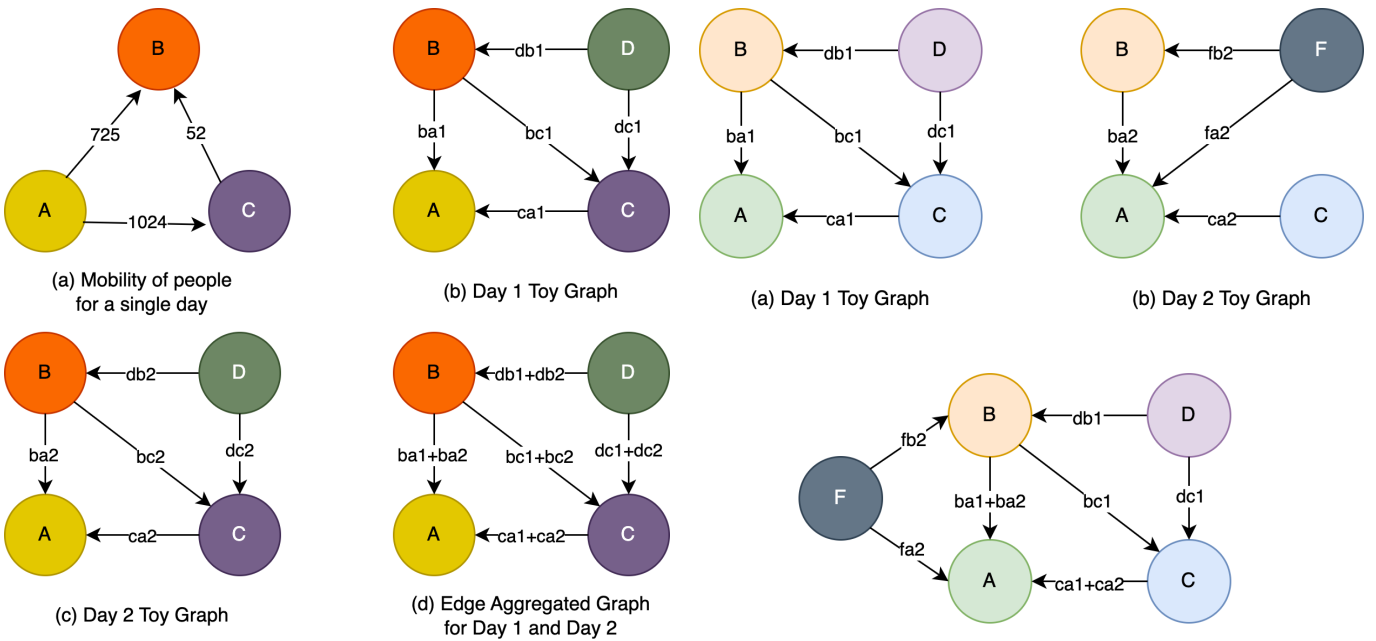 B
725
52
A
1024
C
(a) Mobility of people
for a single day
B
db1
D
ba1
bc1
dc1
A
ca1
C
(b) Day 1 Toy Graph
B
db1
D
ba1
bc1
dc1
A
ca1
C
(a) Day 1 Toy Graph
B
fb2
F
ba2
fa2
A
ca2
C
(b) Day 2 Toy Graph
B
db2
D
ba2
bc2
dc2
A
ca2
C
(c) Day 2 Toy Graph
B
db1+db2
D
ba1+ba2
bc1+bc2
dc1+dc2
A
ca1+ca2
C
(d) Edge Aggregated Graph
for Day 1 and Day 2
B
db1
D
fb2
F
ba1+ba2
bc1
dc1
fa2
A
ca1+ca2
C